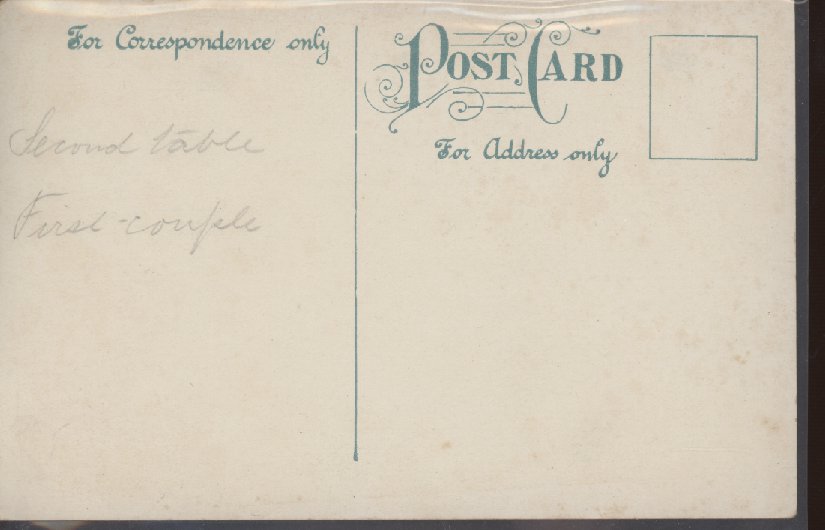 For Correspondence only
POST CARD
For Address only
Second table
First-couple